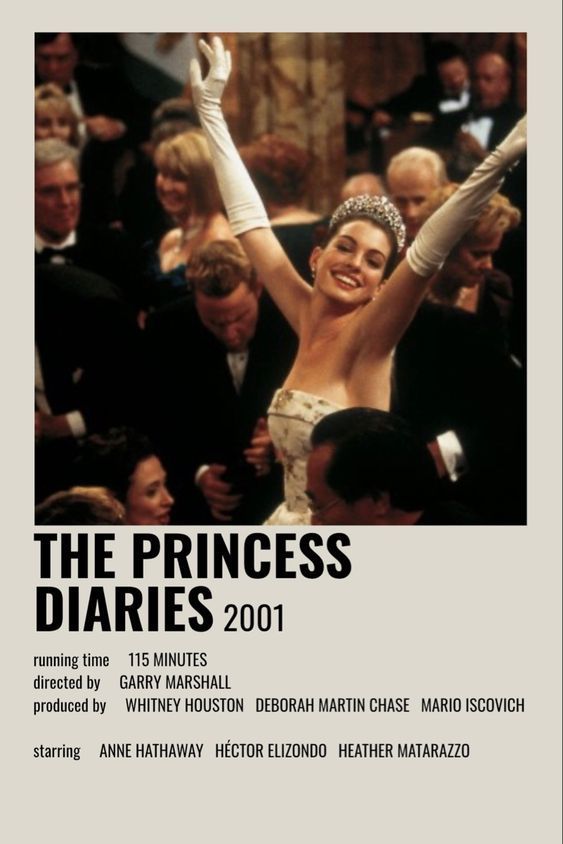 THE PRINCESS
DIARIES 2001
running time 115 MINUTES
directed by GARRY MARSHALL
produced by WHITNEY HOUSTON DEBORAH MARTIN CHASE MARIO ISCOVICH
starring ANNE HATHAWAY HÉCTOR ELIZONDO HEATHER MATARAZZO